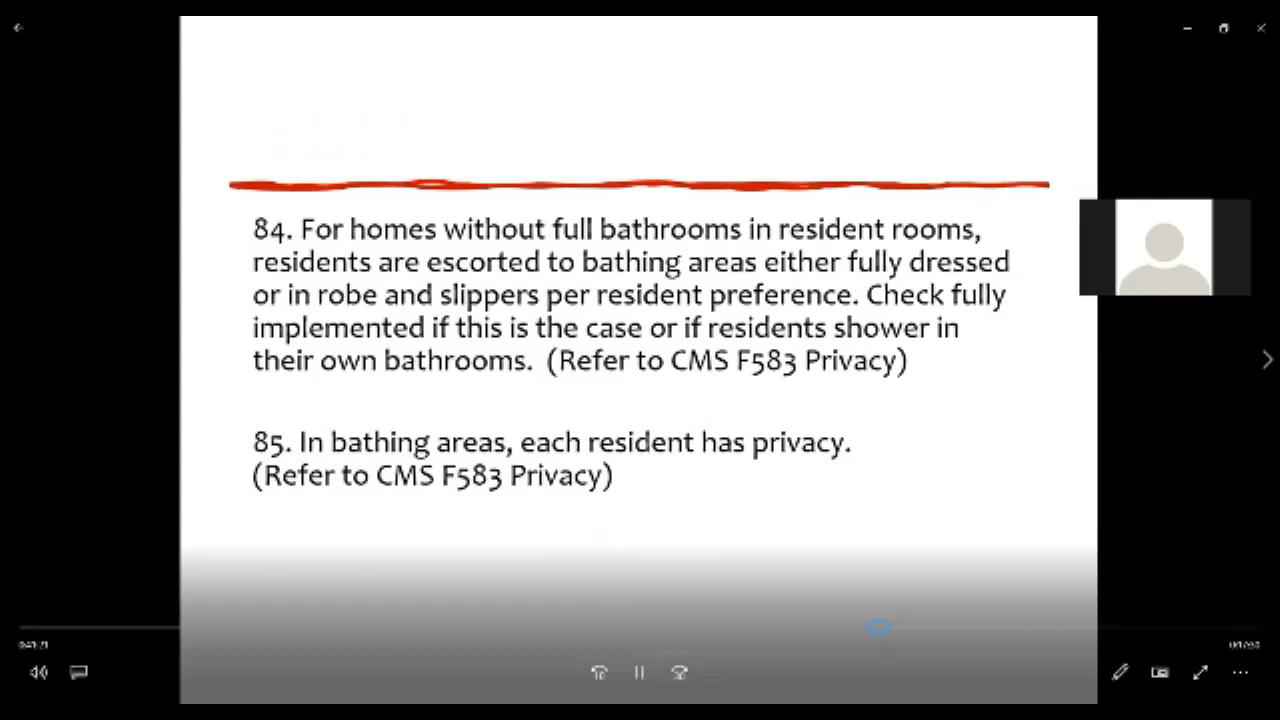 84. For homes without full bathrooms in resident rooms,
residents are escorted to bathing areas either fully dressed
or in robe and slippers per resident preference. Check fully
implemented if this is the case or if residents shower in
their own bathrooms. (Refer to CMS F583 Privacy)
85. In bathing areas, each resident has privacy.
(Refer to CMS F583 Privacy)